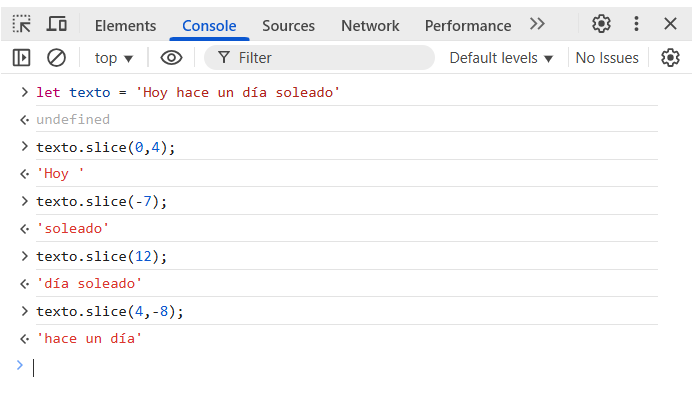 Elements Console Sources Network Performance
top Filter Default levels No Issues
let texto = 'Hoy hace un día soleado'
undefined
texto.slice(0,4);
'Hoy '
texto.slice(-7);
'soleado'
texto.slice(12);
'día soleado'
texto.slice(4,-8);
'hace un día'